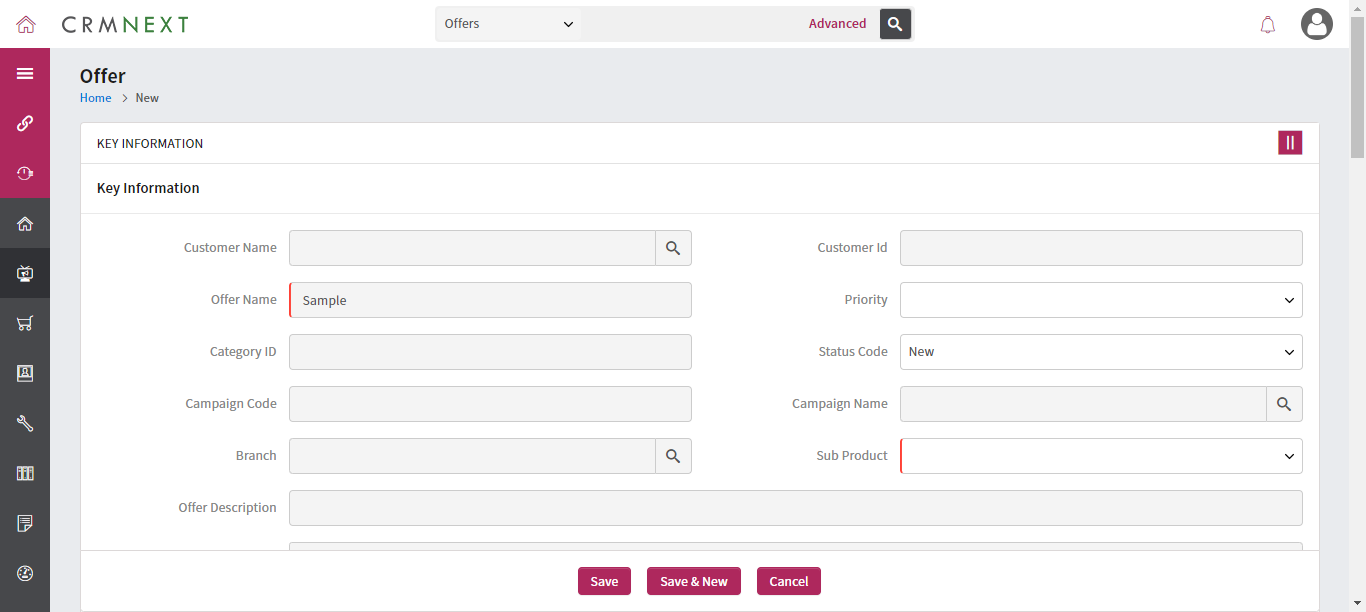 CRMNEXT
Offers
Advanced
Offer
Home > New
KEY INFORMATION
Key Information
Customer Name
Customer Id
Offer Name Sample
Priority
Category ID
Status Code New
Campaign Code
Campaign Name
Branch
Sub Product
Offer Description
Save Save & New Cancel